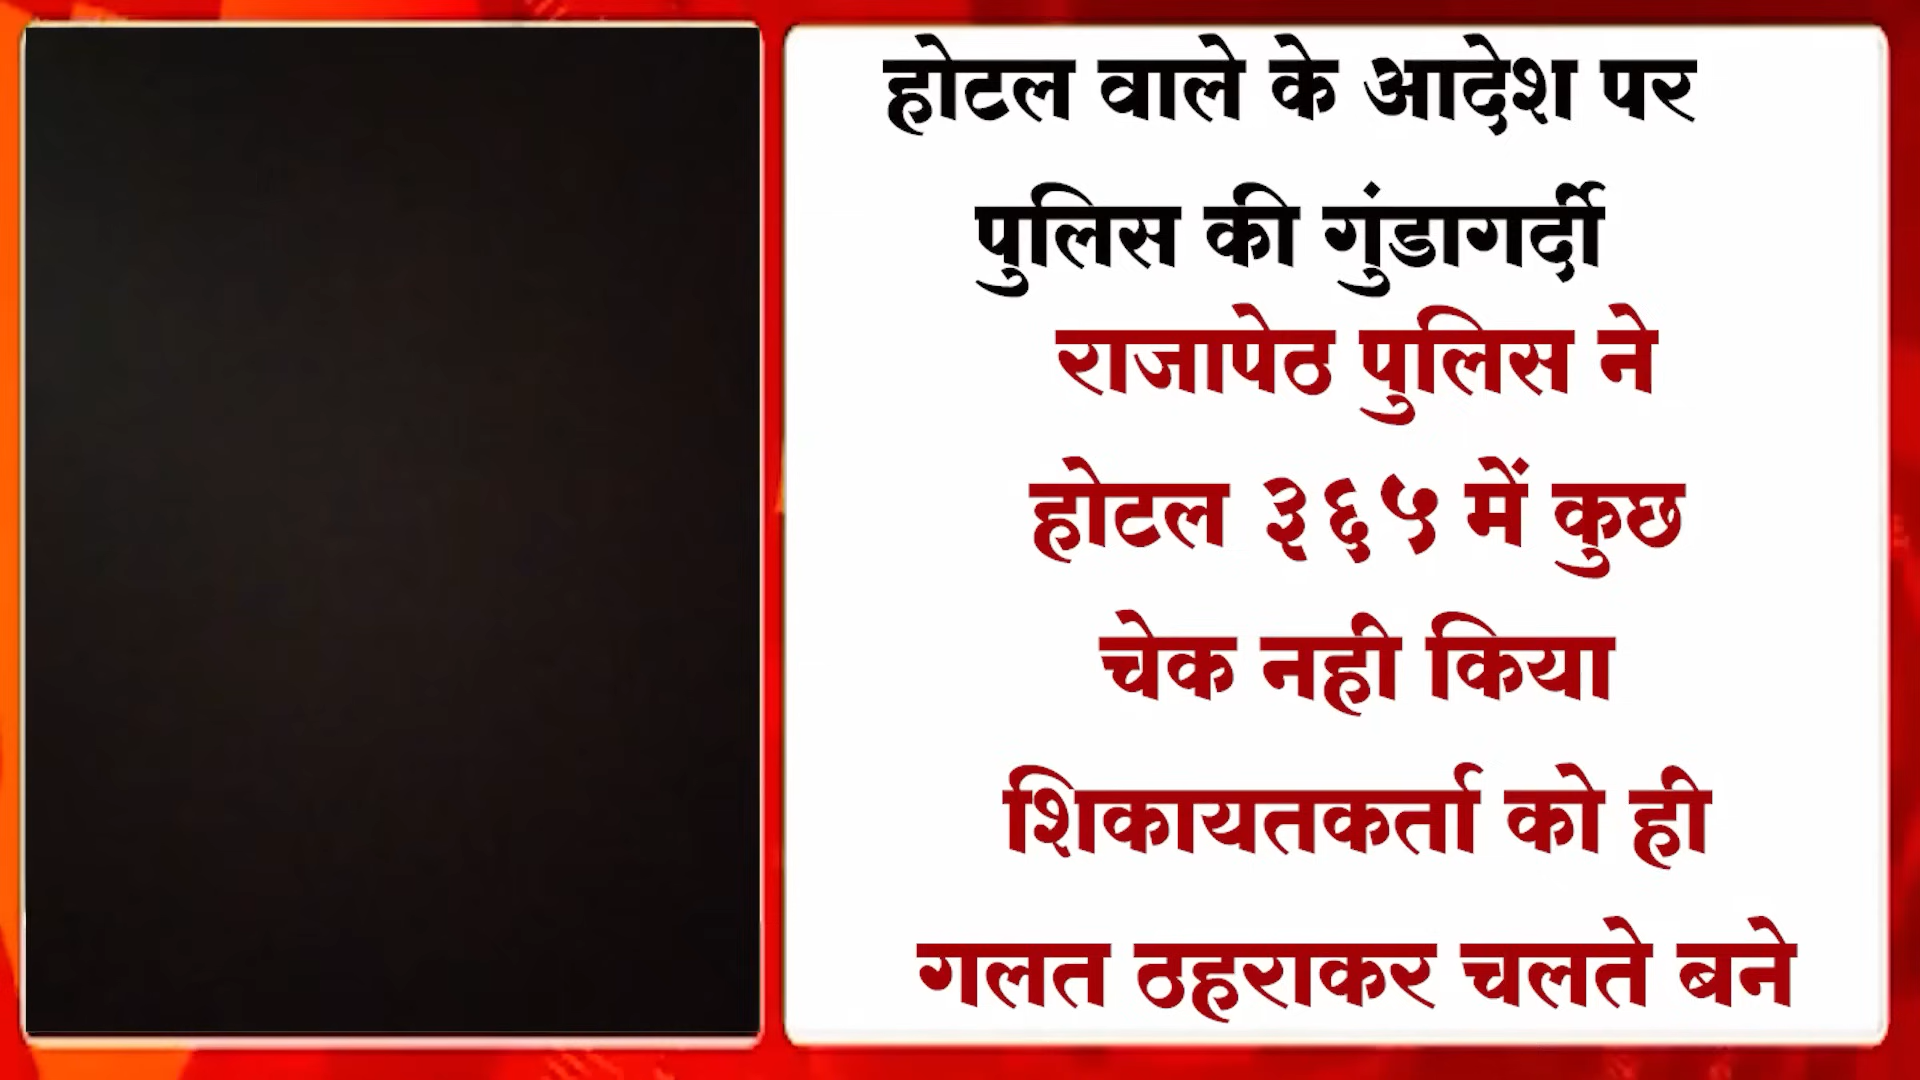 होटल वाले के आदेश पर
पुलिस की गुंडागर्दी
राजापेठ पुलिस ने
होटल ३६५ में कुछ
चेक नही किया
शिकायतकर्ता को ही
गलत ठहराकर चलते बने